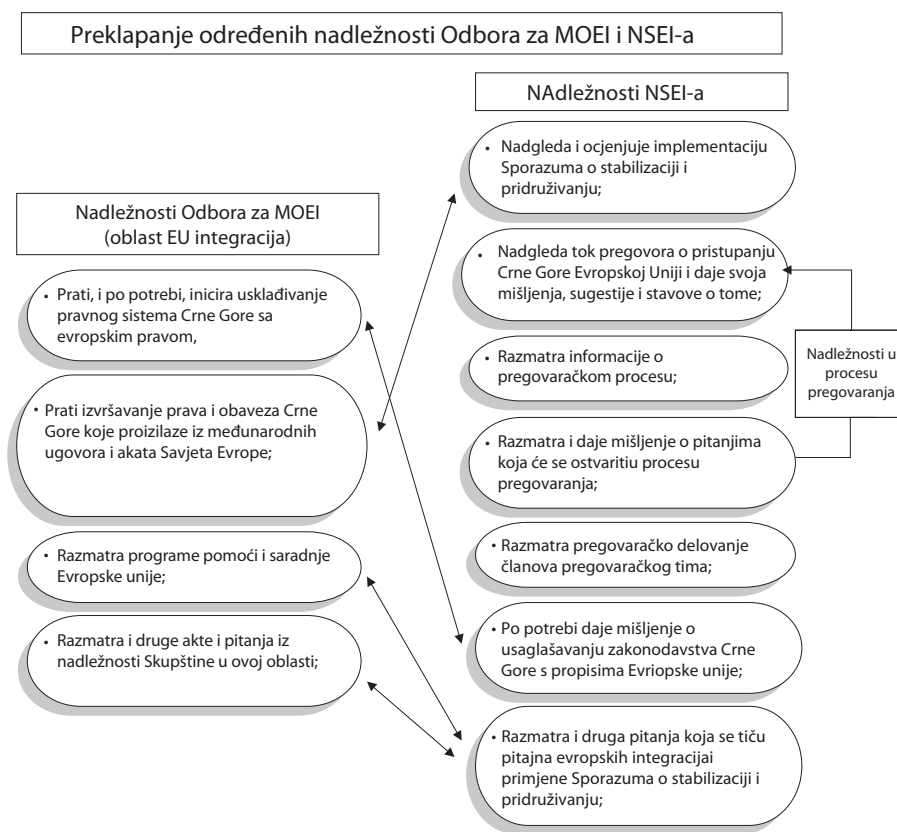 Preklapanje određenih nadležnosti Odbora za MOEI i NSEI-a
Nadležnosti Odbora za MOEI
(oblast EU integracija)
• Prati, i po potrebi, inicira usklađivanje
pravnog sistema Crne Gore sa
evropskim pravom,
• Prati izvršavanje prava i obaveza Crne
Gore koje proizilaze iz međunarodnih
ugovora i akata Savjeta Evrope;
• Razmatra programe pomoći i saradnje
Evropske unije;
• Razmatra i druge akte i pitanja iz
nadležnosti Skupštine u ovoj oblasti;
NAdležnosti NSEI-a
• Nadgleda i ocjenjuje implementaciju
Sporazuma o stabilizaciji i
pridruživanju;
• Nadgleda tok pregovora o pristupanju
Crne Gore Evropskoj Uniji i daje svoja
mišljenja, sugestije i stavove o tome;
• Razmatra informacije o
pregovaračkom procesu;
• Razmatra i daje mišljenje o pitanjima
koja će se ostvaritiu procesu
pregovaranja;
• Razmatra pregovaračko delovanje
članova pregovaračkog tima;
• Po potrebi daje mišljenje o
usaglašavanju zakonodavstva Crne
Gore s propisima Evriopske unije;
• Razmatra i druga pitanja koja se tiču
pitajna evropskih integracijai
primjene Sporazuma o stabilizaciji i
pridruživanju;
Nadležnosti u
procesu
pregovaranja